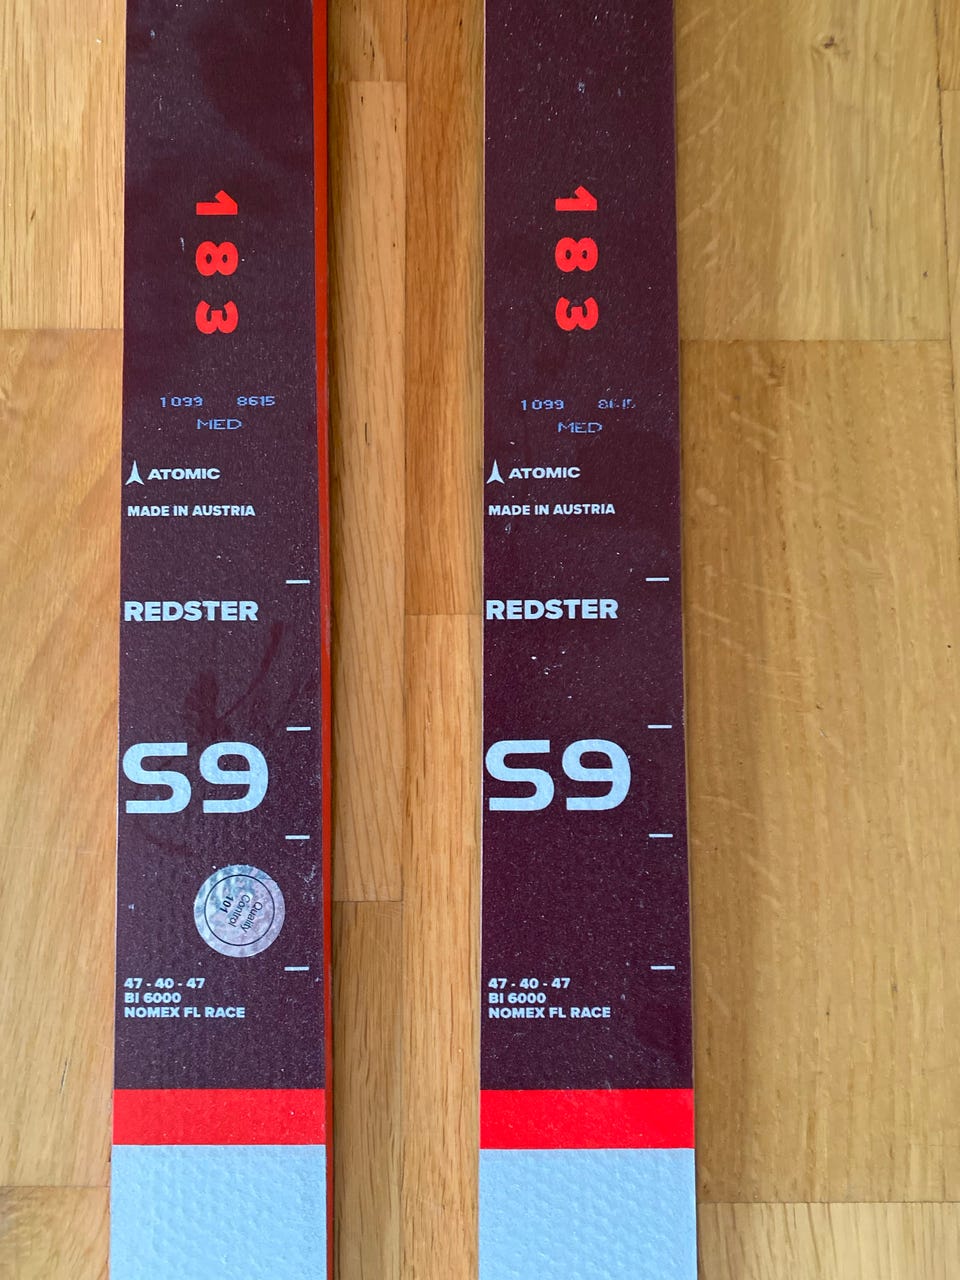 183
1099 8615
MED
ATOMIC
MADE IN AUSTRIA
REDSTER
S9
Quality
Control
101
47 - 40 - 47
BI 6000
NOMEX FL RACE
183
1099
MED
ATOMIC
MADE IN AUSTRIA
REDSTER
S9
47 - 40 - 47
BI 6000
NOMEX FL RACE